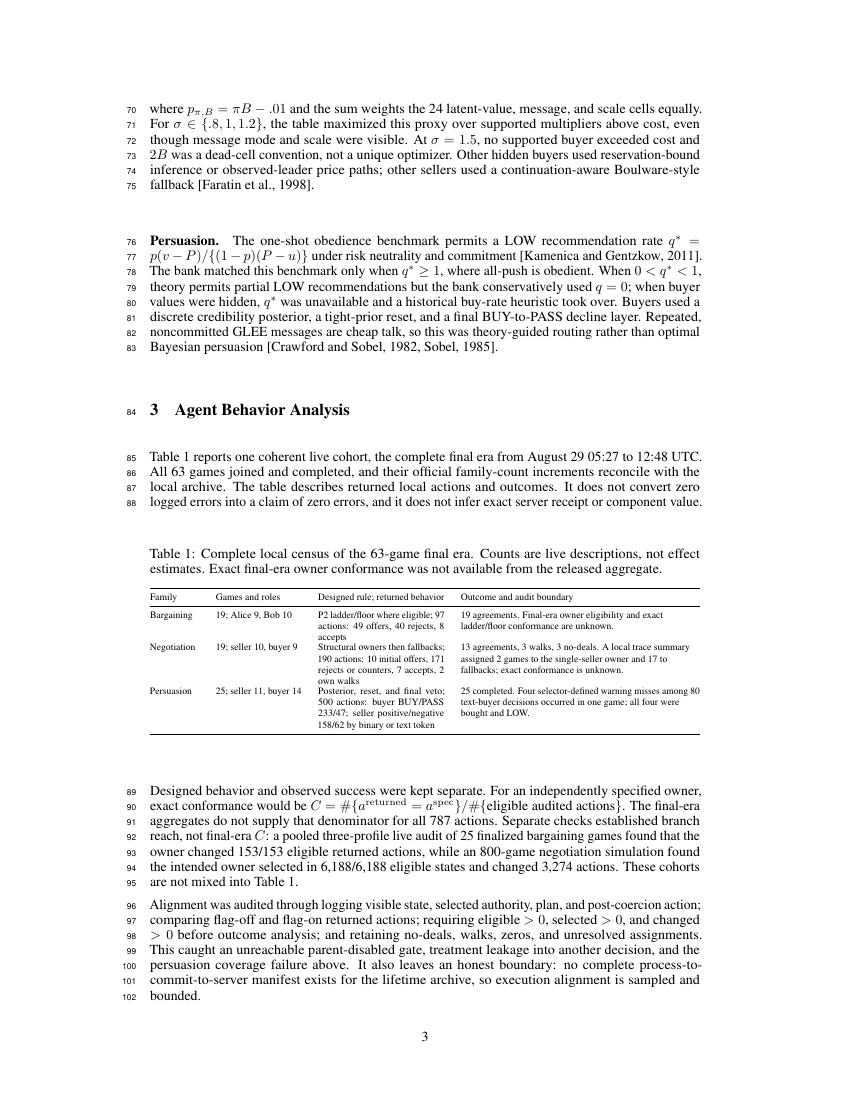 70 where pπ,B = πB − .01 and the sum weights the 24 latent-value, message, and scale cells equally.
71 For σ ∈ {.8, 1, 1.2}, the table maximized this proxy over supported multipliers above cost, even
72 though message mode and scale were visible. At σ = 1.5, no supported buyer exceeded cost and
73 2B was a dead-cell convention, not a unique optimizer. Other hidden buyers used reservation-bound
74 inference or observed-leader price paths; other sellers used a continuation-aware Boulware-style
75 fallback [Faratin et al., 1998].
76 Persuasion. The one-shot obedience benchmark permits a LOW recommendation rate q* =
77 p(v − P)/{(1 − p)(P − u)} under risk neutrality and commitment [Kamenica and Gentzkow, 2011].
78 The bank matched this benchmark only when q* ≥ 1, where all-push is obedient. When 0 < q* < 1,
79 theory permits partial LOW recommendations but the bank conservatively used q = 0; when buyer
80 values were hidden, q* was unavailable and a historical buy-rate heuristic took over. Buyers used a
81 discrete credibility posterior, a tight-prior reset, and a final BUY-to-PASS decline layer. Repeated,
82 noncommitted GLEE messages are cheap talk, so this was theory-guided routing rather than optimal
83 Bayesian persuasion [Crawford and Sobel, 1982, Sobel, 1985].
84 3 Agent Behavior Analysis
85 Table 1 reports one coherent live cohort, the complete final era from August 29 05:27 to 12:48 UTC.
86 All 63 games joined and completed, and their official family-count increments reconcile with the
87 local archive. The table describes returned local actions and outcomes. It does not convert zero
88 logged errors into a claim of zero errors, and it does not infer exact server receipt or component value.
Table 1: Complete local census of the 63-game final era. Counts are live descriptions, not effect
estimates. Exact final-era owner conformance was not available from the released aggregate.
Family Games and roles Designed rule; returned behavior Outcome and audit boundary
Bargaining 19; Alice 9, Bob 10 P2 ladder/floor where eligible; 97 19 agreements. Final-era owner eligibility and exact
actions: 49 offers, 40 rejects, 8 ladder/floor conformance are unknown.
accepts
Negotiation 19; seller 10, buyer 9 Structural owners then fallbacks; 13 agreements, 3 walks, 3 no-deals. A local trace summary
190 actions: 10 initial offers, 171 assigned 2 games to the single-seller owner and 17 to
rejects or counters, 7 accepts, 2 fallbacks; exact conformance is unknown.
own walks
Persuasion 25; seller 11, buyer 14 Posterior, reset, and final veto; 25 completed. Four selector-defined warning misses among 80
500 actions: buyer BUY/PASS text-buyer decisions occurred in one game; all four were
233/47; seller positive/negative bought and LOW.
158/62 by binary or text token
89 Designed behavior and observed success were kept separate. For an independently specified owner,
90 exact conformance would be C = #{a^returned = a^spec}/#{eligible audited actions}. The final-era
91 aggregates do not supply that denominator for all 787 actions. Separate checks established branch
92 reach, not final-era C: a pooled three-profile live audit of 25 finalized bargaining games found that the
93 owner changed 153/153 eligible returned actions, while an 800-game negotiation simulation found
94 the intended owner selected in 6,188/6,188 eligible states and changed 3,274 actions. These cohorts
95 are not mixed into Table 1.
96 Alignment was audited through logging visible state, selected authority, plan, and post-coercion action;
97 comparing flag-off and flag-on returned actions; requiring eligible > 0, selected > 0, and changed
98 > 0 before outcome analysis; and retaining no-deals, walks, zeros, and unresolved assignments.
99 This caught an unreachable parent-disabled gate, treatment leakage into another decision, and the
100 persuasion coverage failure above. It also leaves an honest boundary: no complete process-to-
101 commit-to-server manifest exists for the lifetime archive, so execution alignment is sampled and
102 bounded.
3